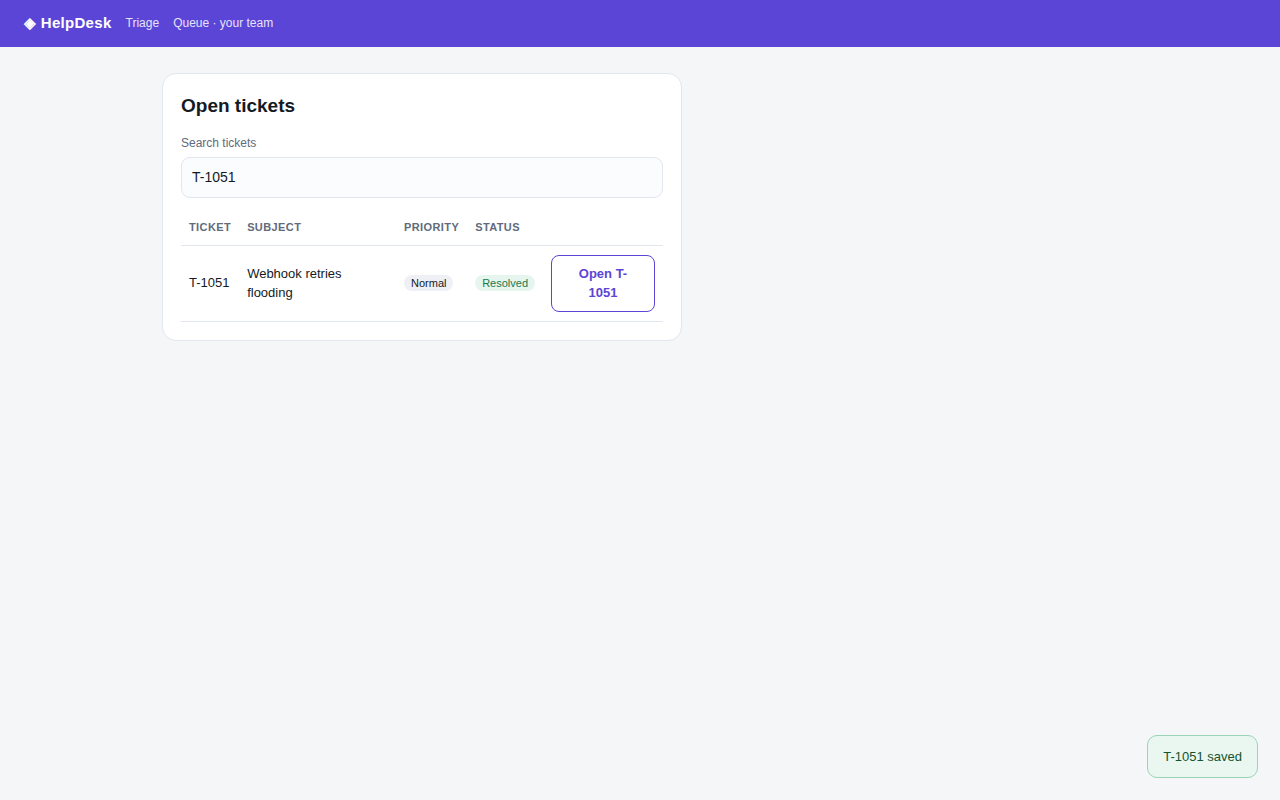 ◈ HelpDesk Triage Queue · your team
Open tickets
Search tickets
T-1051
TICKET SUBJECT PRIORITY STATUS
T-1051 Webhook retries flooding Normal Resolved Open T-1051
T-1051 saved